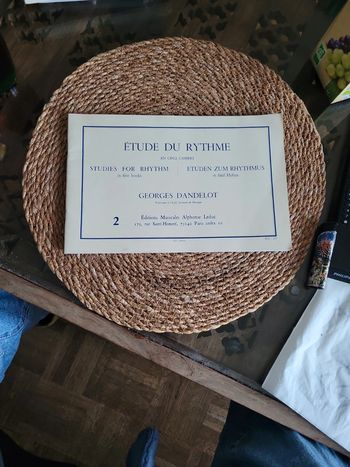 ÉTUDE DU RYTHME
EN CINQ CAHIERS
STUDIES FOR RHYTHM ETUDEN ZUM RHYTHMUS
in five books in fünf Heften
GEORGES DANDELOT
2
Éditions Musicales Alphonse Leduc
175, rue Saint-Honoré, 75040 Paris cedex 01